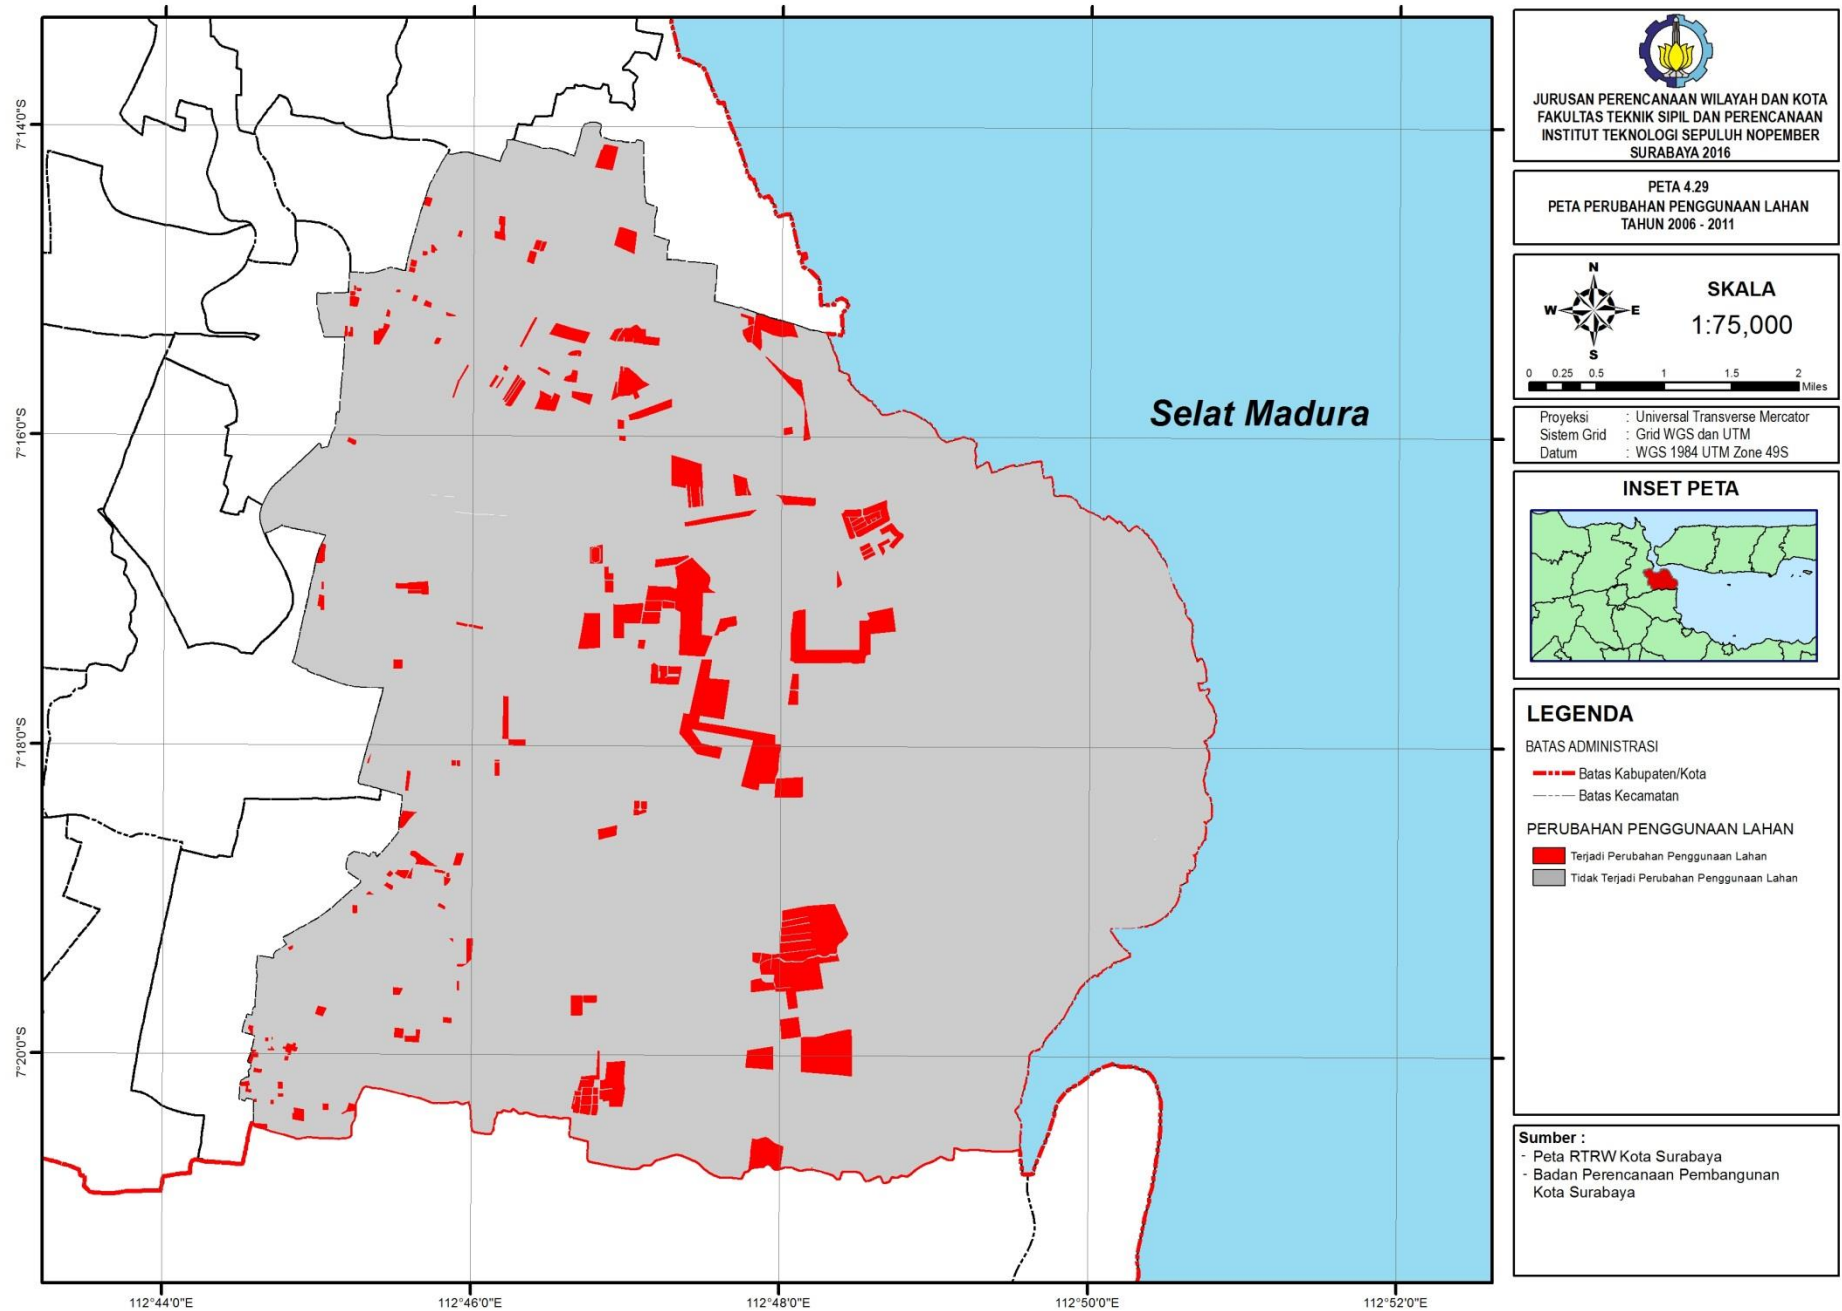 JURUSAN PERENCANAAN WILAYAH DAN KOTA
FAKULTAS TEKNIK SIPIL DAN PERENCANAAN
INSTITUT TEKNOLOGI SEPULUH NOPEMBER
SURABAYA 2016
PETA 4.29
PETA PERUBAHAN PENGGUNAAN LAHAN
TAHUN 2006 - 2011
N
W E
S
SKALA
1:75,000
0 0.25 0.5 1 1.5 2
Miles
Proyeksi : Universal Transverse Mercator
Sistem Grid : Grid WGS dan UTM
Datum : WGS 1984 UTM Zone 49S
INSET PETA
LEGENDA
BATAS ADMINISTRASI
Batas Kabupaten/Kota
Batas Kecamatan
PERUBAHAN PENGGUNAAN LAHAN
Terjadi Perubahan Penggunaan Lahan
Tidak Terjadi Perubahan Penggunaan Lahan
Sumber :
- Peta RTRW Kota Surabaya
- Badan Perencanaan Pembangunan
Kota Surabaya
Selat Madura
7°14'0"S
7°16'0"S
7°18'0"S
7°20'0"S
112°44'0"E 112°46'0"E 112°48'0"E 112°50'0"E 112°52'0"E